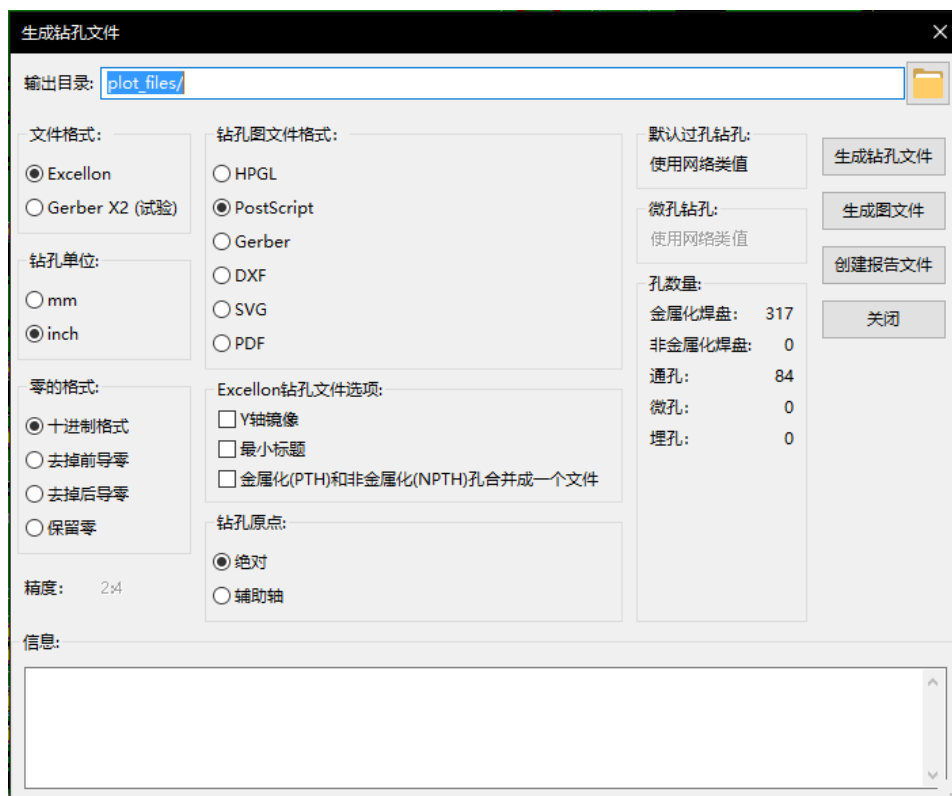 生成钻孔文件
输出目录: plot_files/
文件格式:
Excellon
Gerber X2 (试验)
钻孔单位:
mm
inch
零的格式:
十进制格式
去掉前导零
去掉后导零
保留零
精度: 2:4
钻孔图文件格式:
HPGL
PostScript
Gerber
DXF
SVG
PDF
Excellon钻孔文件选项:
Y轴镜像
最小标题
金属化(PTH)和非金属化(NPTH)孔合并成一个文件
钻孔原点:
绝对
辅助轴
默认过孔钻孔:
使用网络类值
微孔钻孔:
使用网络类值
孔数量:
金属化焊盘: 317
非金属化焊盘: 0
通孔: 84
微孔: 0
埋孔: 0
生成钻孔文件
生成图文件
创建报告文件
关闭
信息: